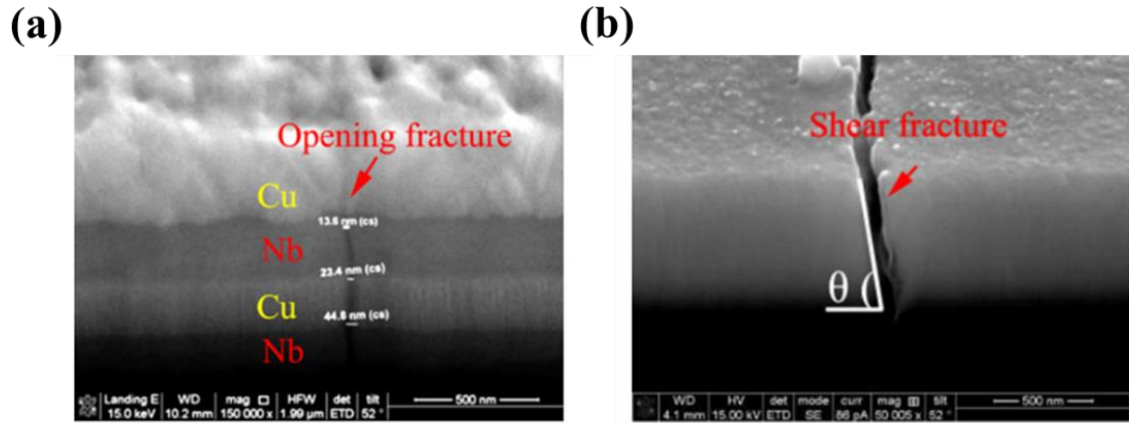 (a)
Opening fracture
Cu
13.6 nm (cs)
Nb
23.4 nm (cs)
Cu
44.8 nm (cs)
Nb
Landing E WD mag HFW det tilt
15.0 keV 10.2 mm 150 000 x 1.99 µm ETD 52° 500 nm
(b)
Shear fracture
θ
WD HV det mode curr mag tilt
4.1 mm 15.00 kV ETD SE 86 pA 50 005 x 52° 500 nm